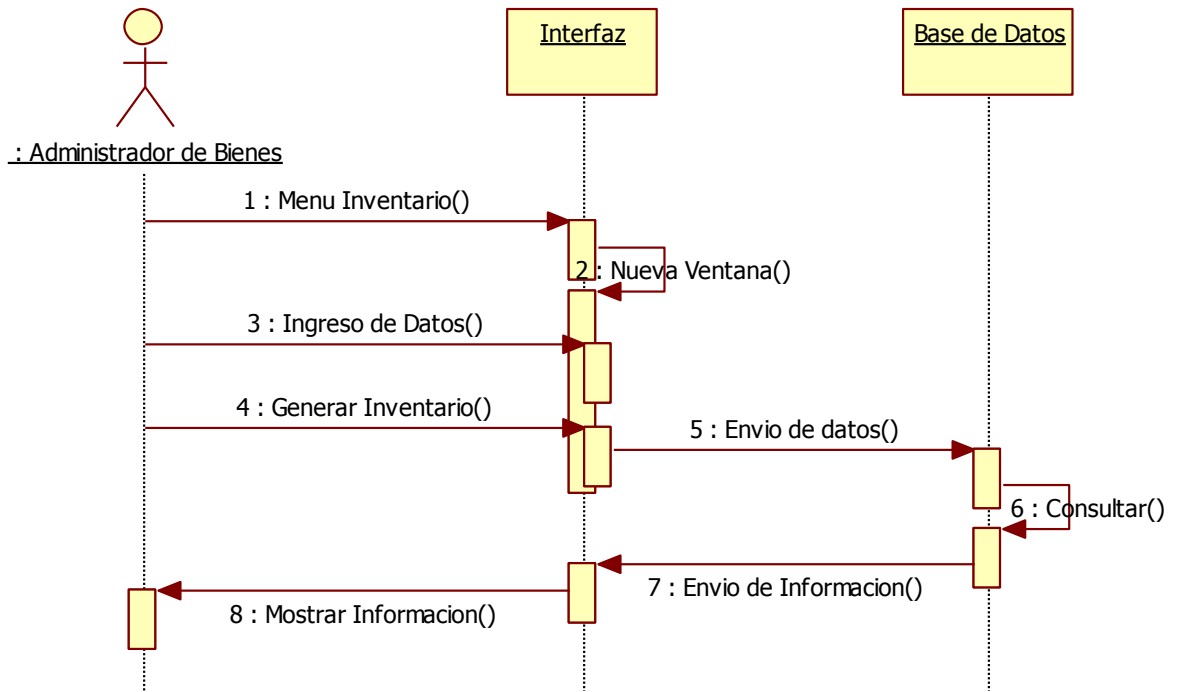 Interfaz
Base de Datos
: Administrador de Bienes
1 : Menu Inventario()
2 : Nueva Ventana()
3 : Ingreso de Datos()
4 : Generar Inventario()
5 : Envio de datos()
6 : Consultar()
7 : Envio de Informacion()
8 : Mostrar Informacion()